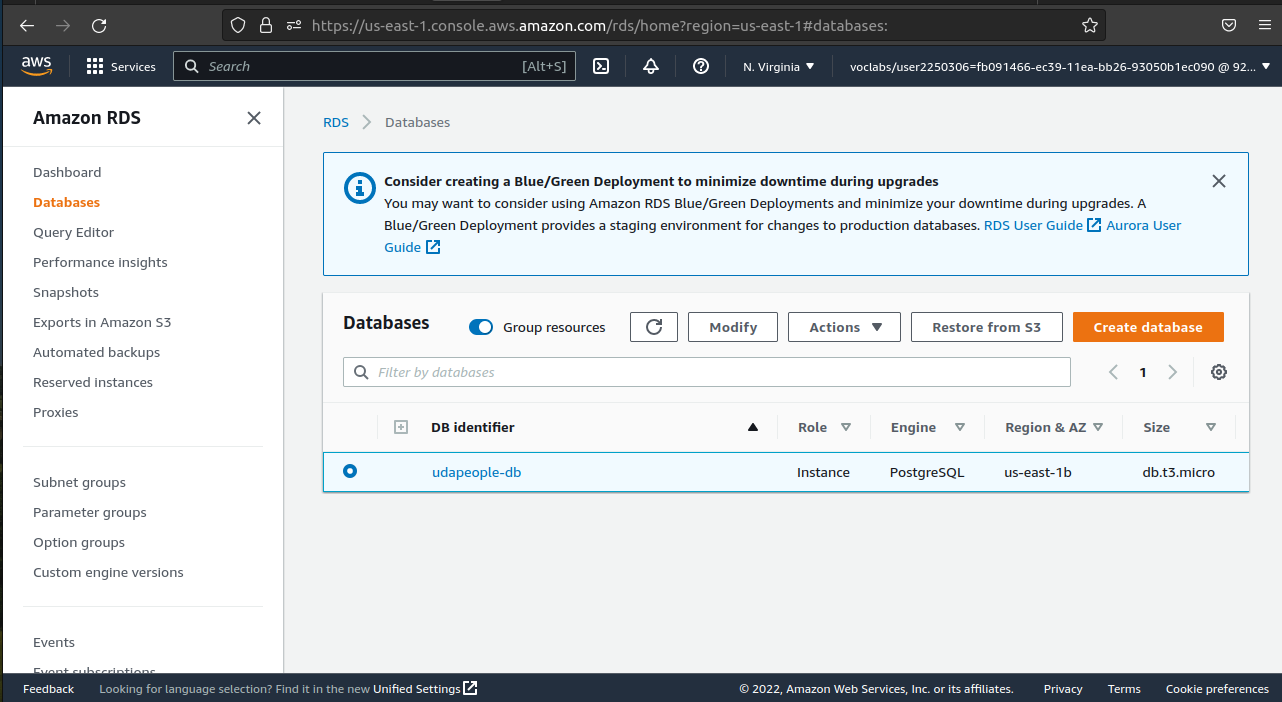 https://us-east-1.console.aws.amazon.com/rds/home?region=us-east-1#databases:
aws Services Search [Alt+S] N. Virginia voclabs/user2250306=fb091466-ec39-11ea-bb26-93050b1ec090 @ 92...
Amazon RDS
Dashboard
Databases
Query Editor
Performance insights
Snapshots
Exports in Amazon S3
Automated backups
Reserved instances
Proxies
Subnet groups
Parameter groups
Option groups
Custom engine versions
Events
Event subscriptions
RDS Databases
Consider creating a Blue/Green Deployment to minimize downtime during upgrades
You may want to consider using Amazon RDS Blue/Green Deployments and minimize your downtime during upgrades. A
Blue/Green Deployment provides a staging environment for changes to production databases. RDS User Guide Aurora User
Guide
Databases Group resources Modify Actions Restore from S3 Create database
Filter by databases 1
DB identifier Role Engine Region & AZ Size
udapeople-db Instance PostgreSQL us-east-1b db.t3.micro
Feedback Looking for language selection? Find it in the new Unified Settings © 2022, Amazon Web Services, Inc. or its affiliates. Privacy Terms Cookie preferences